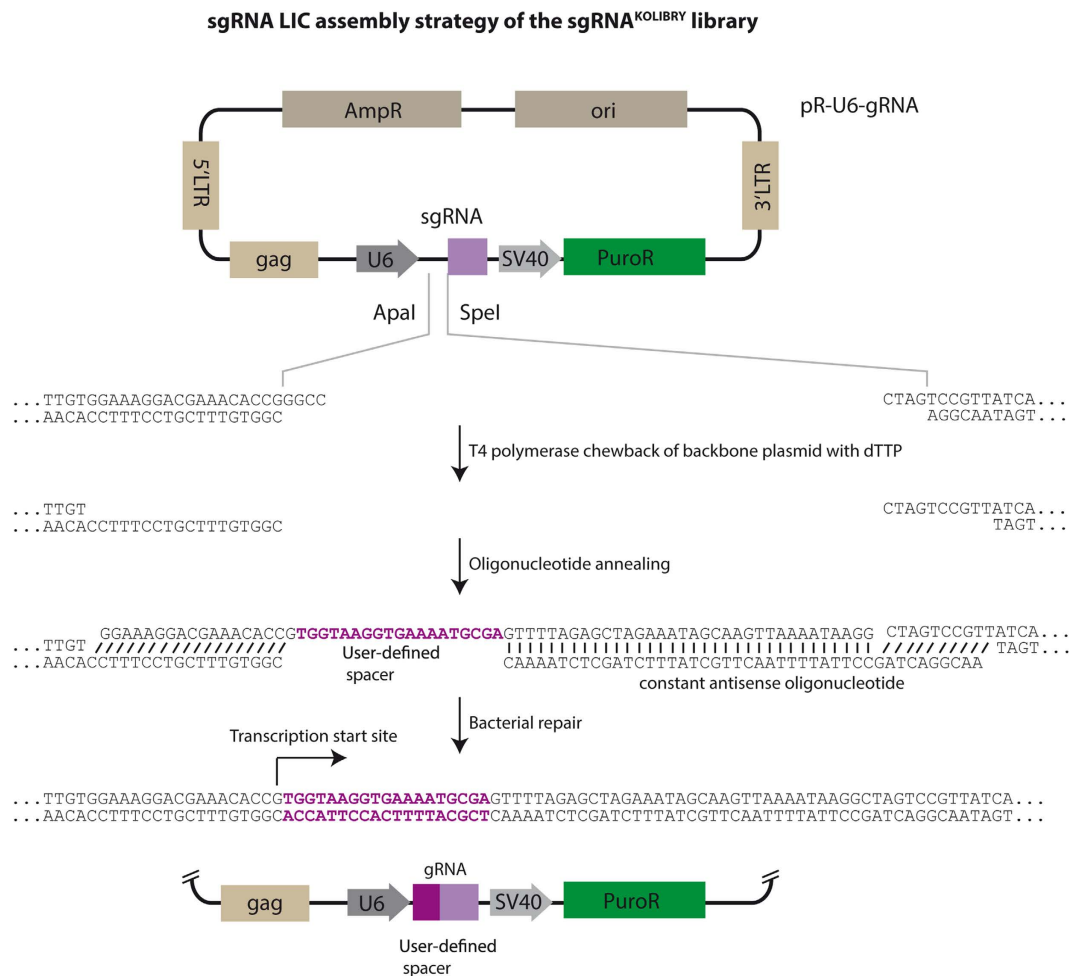 sgRNA LIC assembly strategy of the sgRNAKOLIBRY library
AmpR
ori
pR-U6-gRNA
5'LTR
3'LTR
sgRNA
gag
U6
SV40
PuroR
ApaI
SpeI
...TTGTGGAAAGGACGAAACACCGGGCC
CTAGTCCGTTATCA...
...AACACCTTTCCTGCTTTGTGGC
AGGCAATAGT...
T4 polymerase chewback of backbone plasmid with dTTP
...TTGT
CTAGTCCGTTATCA...
...AACACCTTTCCTGCTTTGTGGC
TAGT...
Oligonucleotide annealing
GGAAAGGACGAAACACCGTGGTAAGGTGAAAATGCGAGTTTTAGAGCTAGAAATAGCAAGTTAAAATAAGG
CTAGTCCGTTATCA...
...TTGT
TAGT...
...AACACCTTTCCTGCTTTGTGGC
User-defined
spacer
CAAAATCTCGATCTTTATCGTTCAATTTTATTCCGATCAGGCAA
constant antisense oligonucleotide
Bacterial repair
Transcription start site
...TTGTGGAAAGGACGAAACACCGTGGTAAGGTGAAAATGCGAGTTTTAGAGCTAGAAATAGCAAGTTAAAATAAGGCTAGTCCGTTATCA...
...AACACCTTTCCTGCTTTGTGGCACCATTCCACTTTTACGCTCAAAATCTCGATCTTTATCGTTCAATTTTATTCCGATCAGGCAATAGT...
gRNA
gag
U6
SV40
PuroR
User-defined
spacer